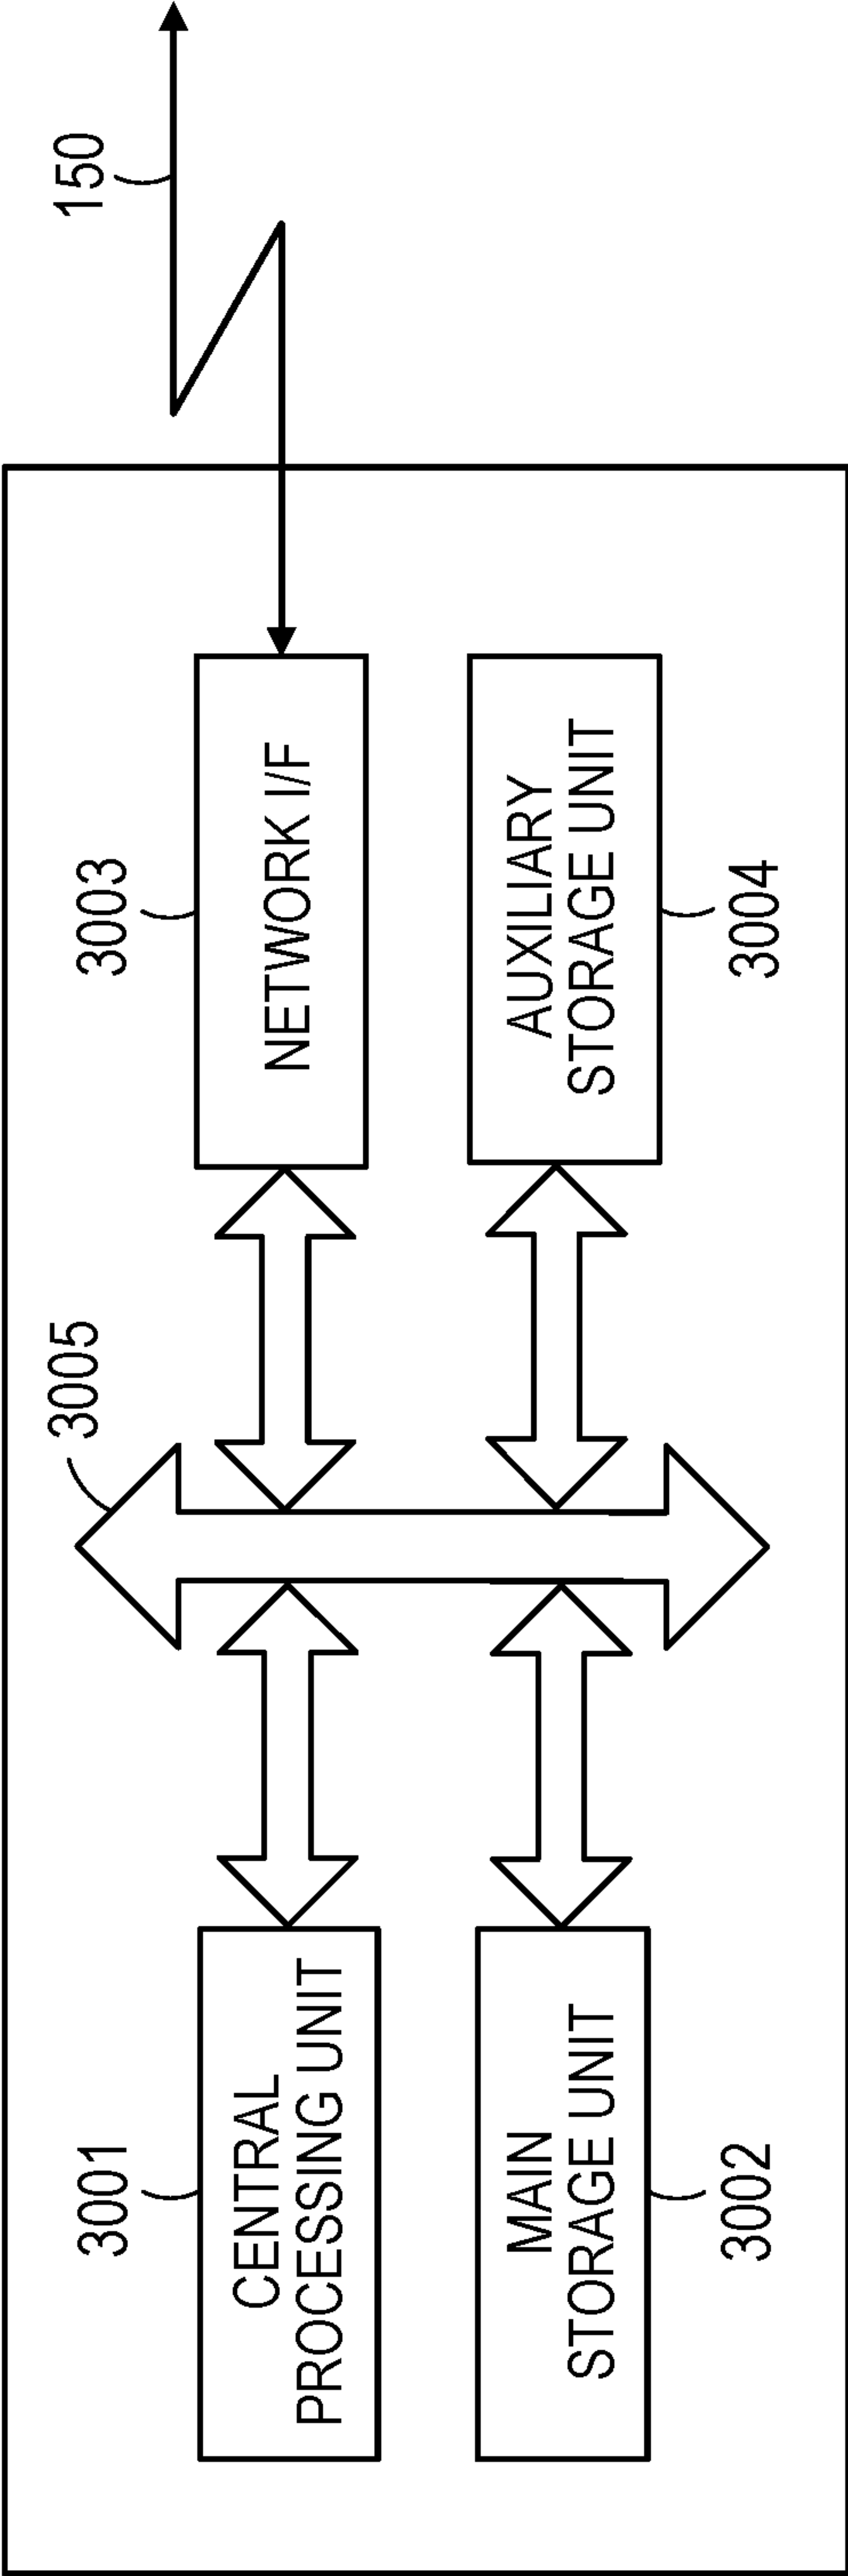 150
3005
3001
CENTRAL
PROCESSING UNIT
3003
NETWORK I/F
MAIN
STORAGE UNIT
3002
AUXILIARY
STORAGE UNIT
3004